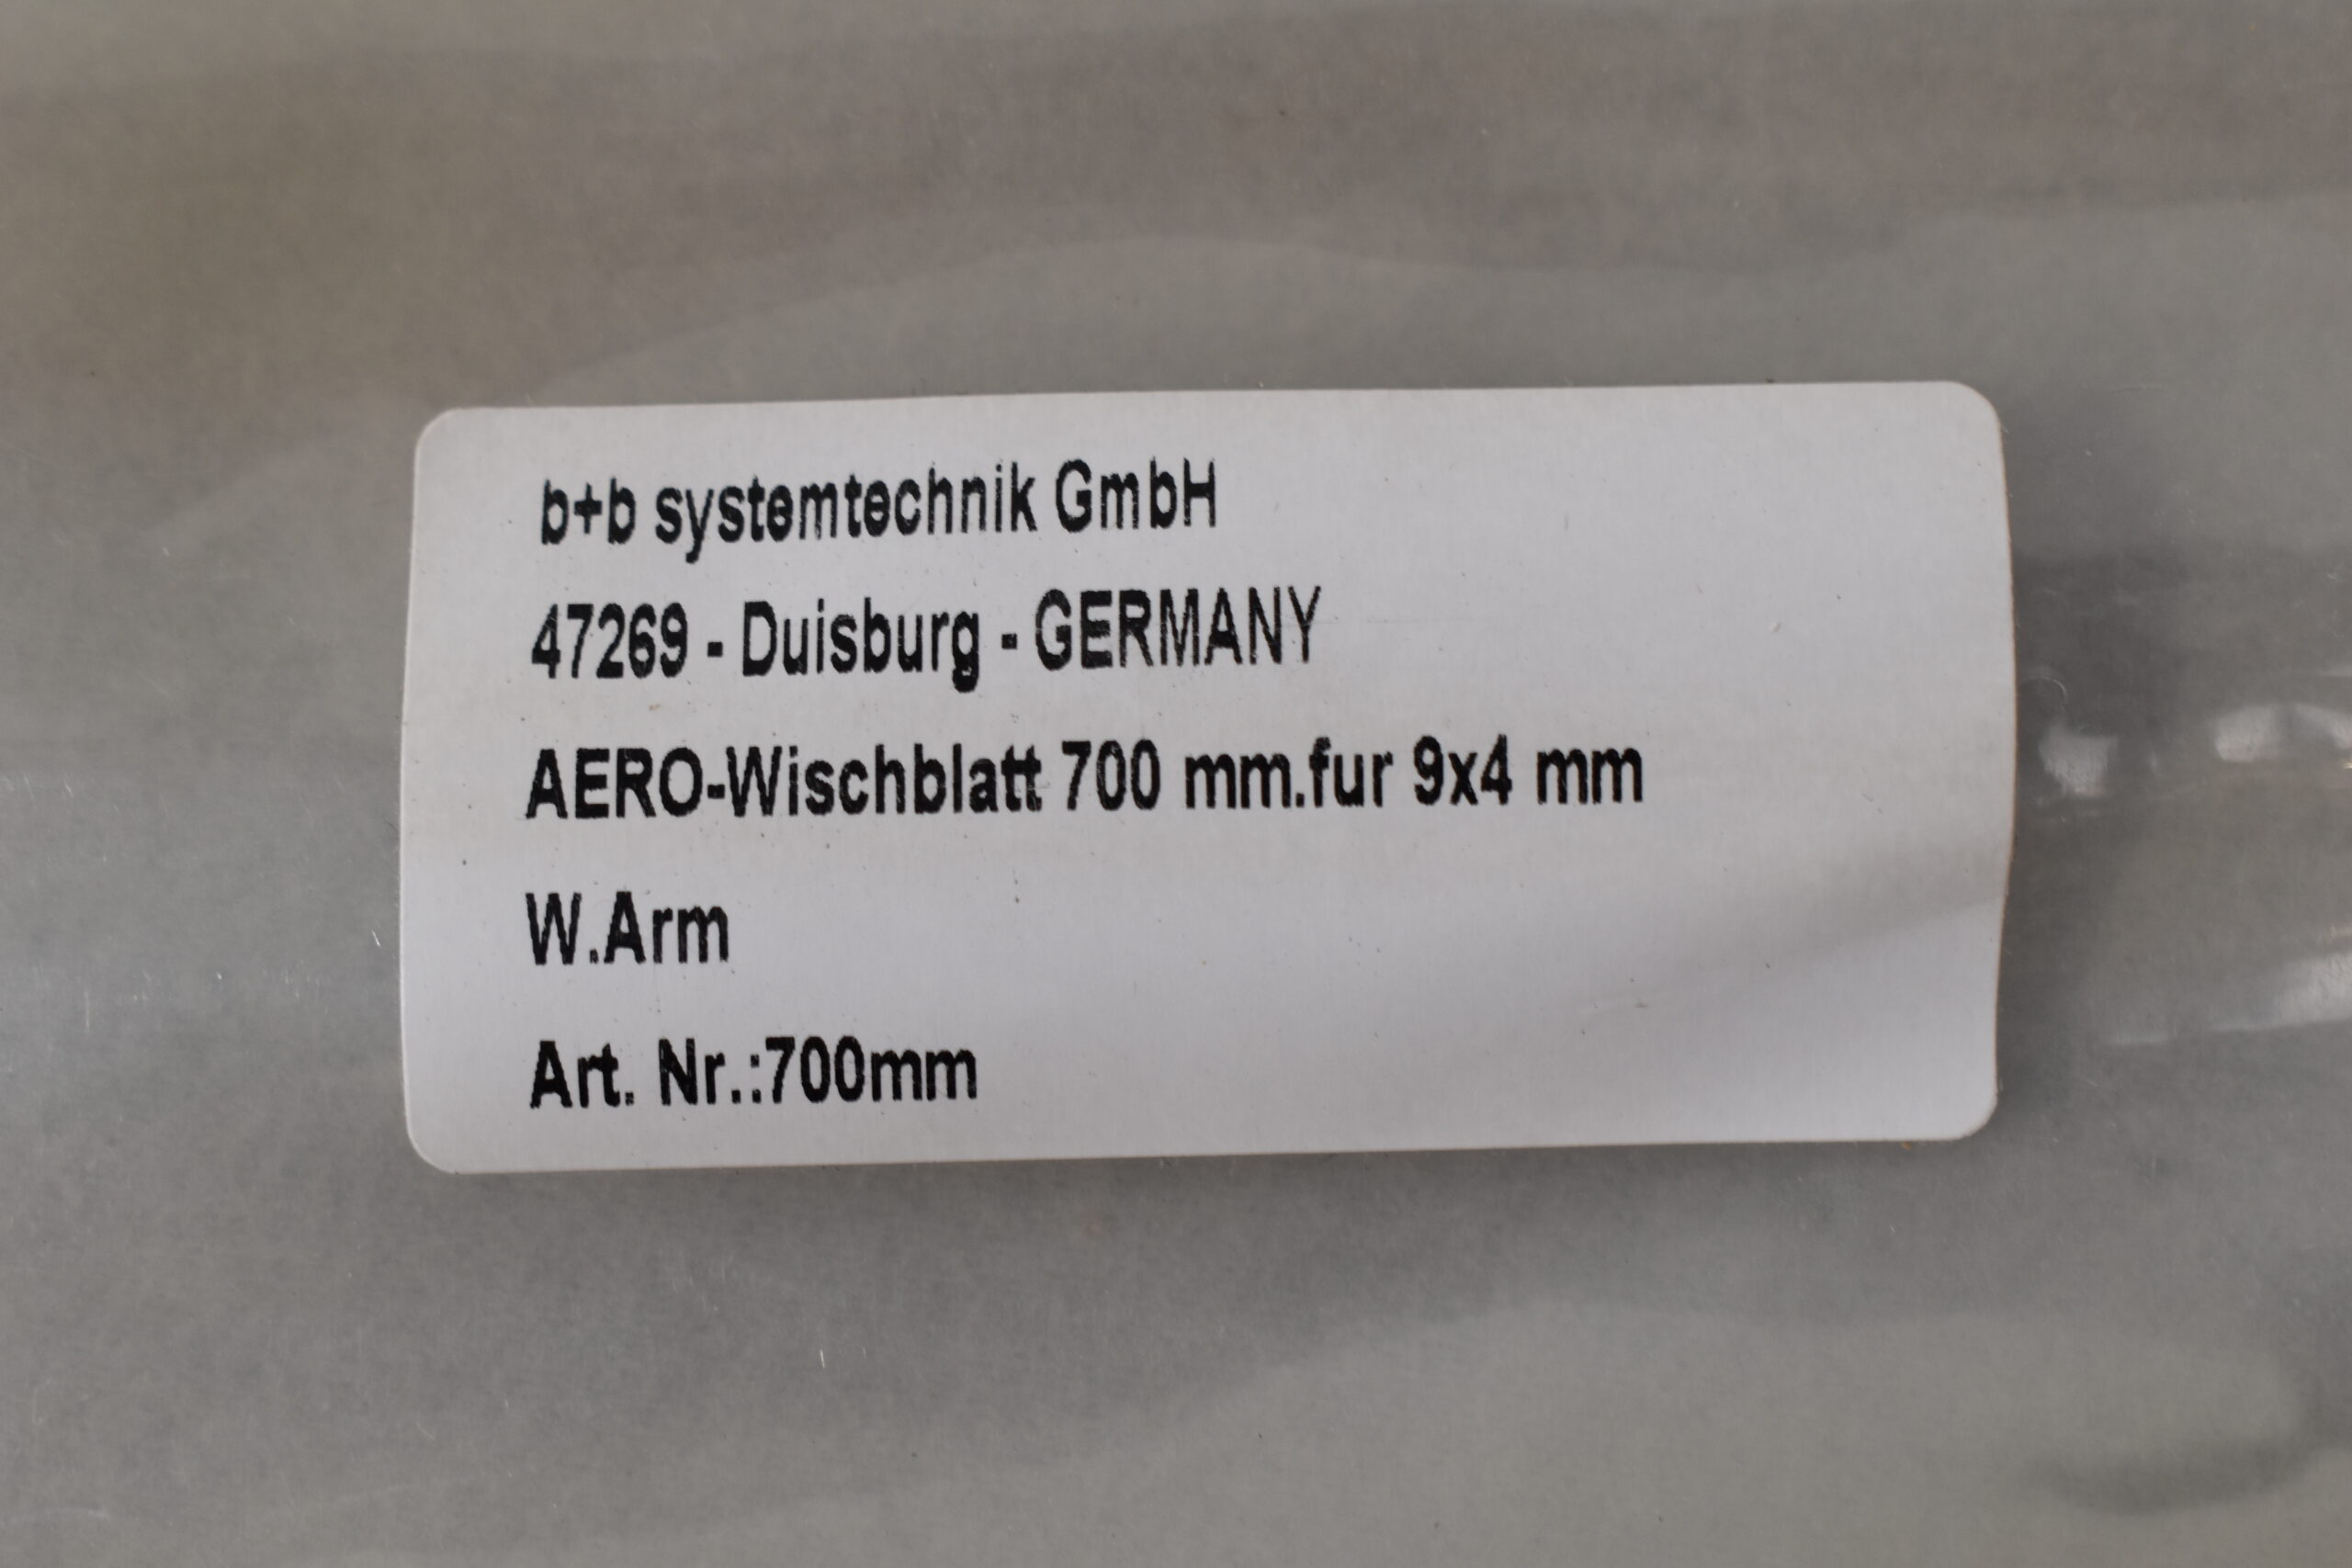 b+b systemtechnik GmbH
47269 - Duisburg - GERMANY
AERO-Wischblatt 700 mm.fur 9x4 mm
W.Arm
Art. Nr.:700mm